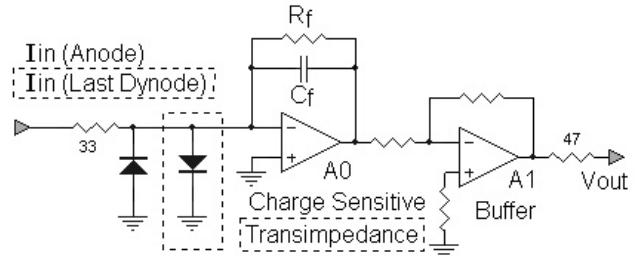 Rf
Iin (Anode)
Iin (Last Dynode)
Cf
33
47
A0
A1
Vout
Charge Sensitive
Buffer
Transimpedance